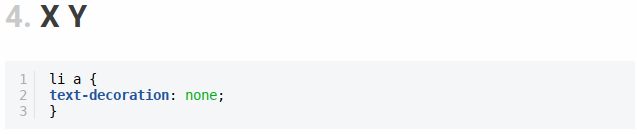 4. X Y
1 li a {
2 text-decoration: none;
3 }